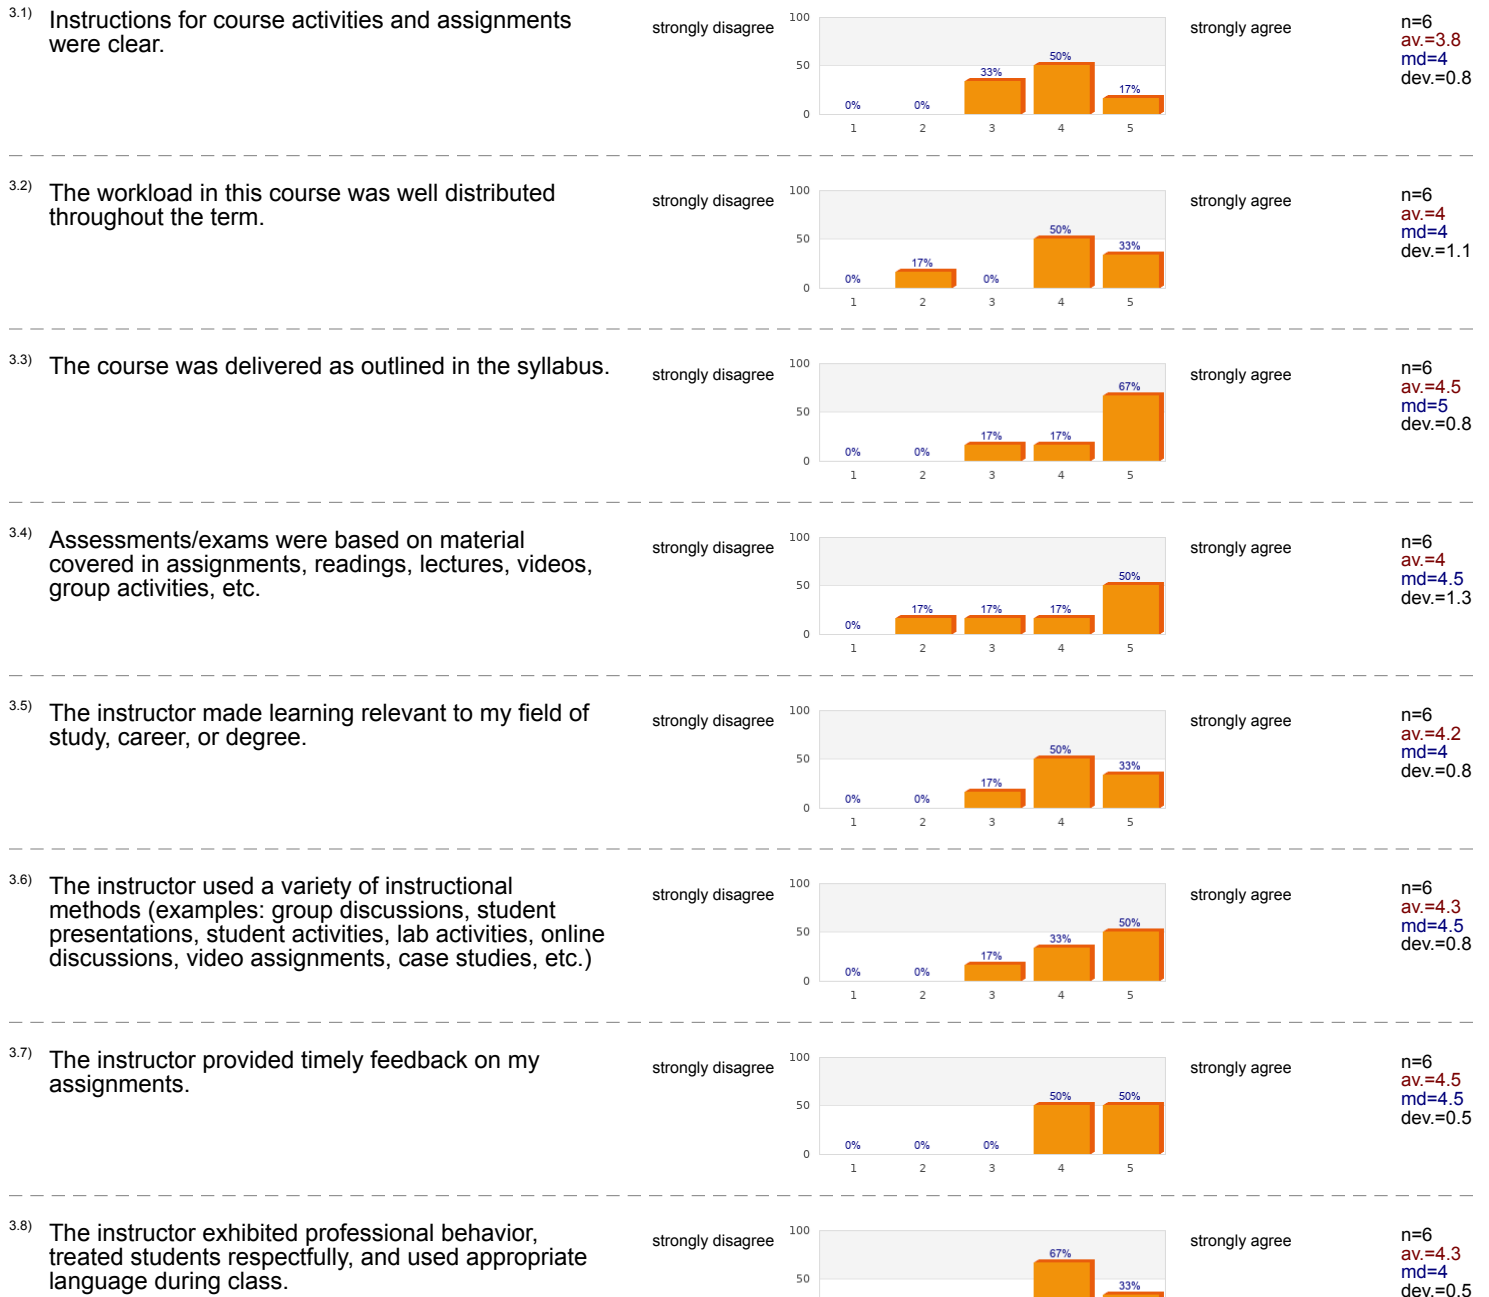 3.1) Instructions for course activities and assignments
were clear.
strongly disagree
100
50
0
0%
0%
33%
50%
17%
1 2 3 4 5
strongly agree
n=6
av.=3.8
md=4
dev.=0.8
3.2) The workload in this course was well distributed
throughout the term.
strongly disagree
100
50
0
0%
17%
0%
50%
33%
1 2 3 4 5
strongly agree
n=6
av.=4
md=4
dev.=1.1
3.3) The course was delivered as outlined in the syllabus.
strongly disagree
100
50
0
0%
0%
17%
17%
67%
1 2 3 4 5
strongly agree
n=6
av.=4.5
md=5
dev.=0.8
3.4) Assessments/exams were based on material
covered in assignments, readings, lectures, videos,
group activities, etc.
strongly disagree
100
50
0
0%
17%
17%
17%
50%
1 2 3 4 5
strongly agree
n=6
av.=4
md=4.5
dev.=1.3
3.5) The instructor made learning relevant to my field of
study, career, or degree.
strongly disagree
100
50
0
0%
0%
17%
50%
33%
1 2 3 4 5
strongly agree
n=6
av.=4.2
md=4
dev.=0.8
3.6) The instructor used a variety of instructional
methods (examples: group discussions, student
presentations, student activities, lab activities, online
discussions, video assignments, case studies, etc.)
strongly disagree
100
50
0
0%
0%
17%
33%
50%
1 2 3 4 5
strongly agree
n=6
av.=4.3
md=4.5
dev.=0.8
3.7) The instructor provided timely feedback on my
assignments.
strongly disagree
100
50
0
0%
0%
0%
50%
50%
1 2 3 4 5
strongly agree
n=6
av.=4.5
md=4.5
dev.=0.5
3.8) The instructor exhibited professional behavior,
treated students respectfully, and used appropriate
language during class.
strongly disagree
100
50
67%
33%
strongly agree
n=6
av.=4.3
md=4
dev.=0.5